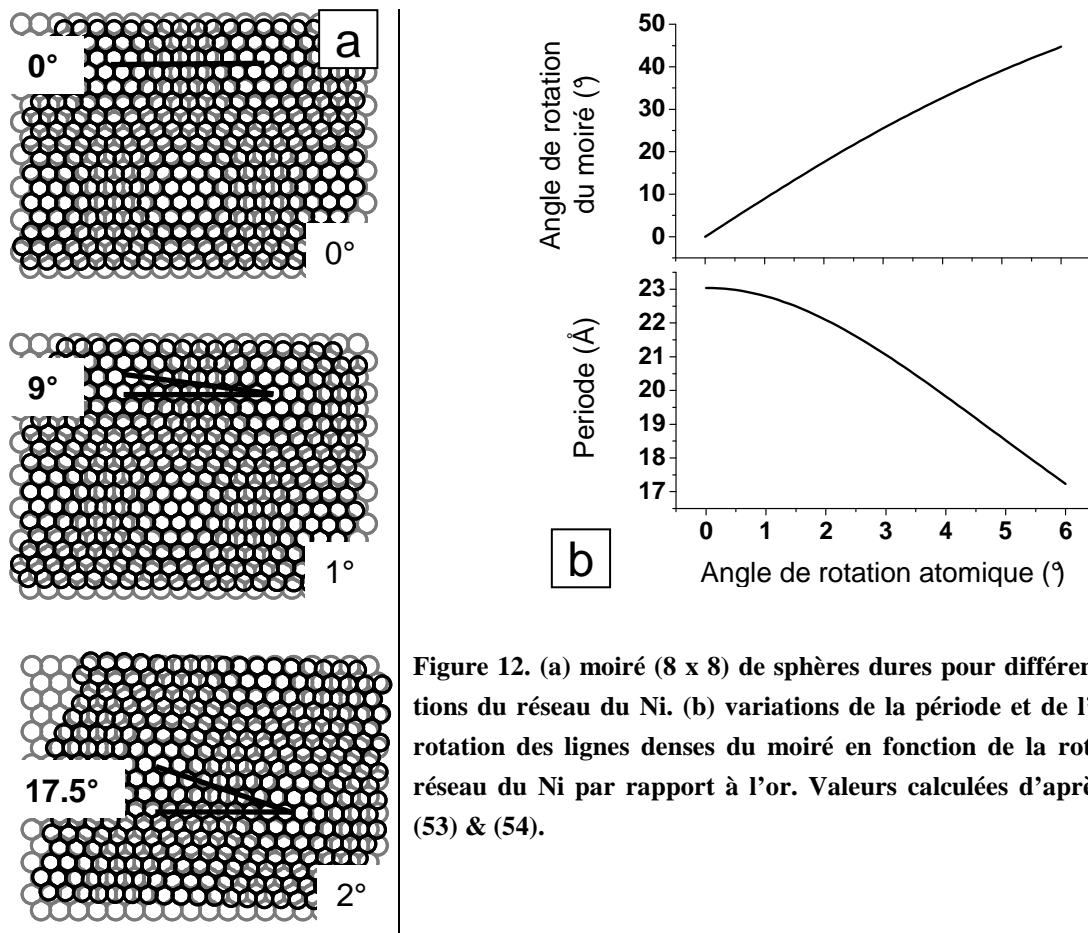 a
0°
0°
9°
1°
17.5°
2°
Angle de rotation
du moiré (°)
50
40
30
20
10
0
Periode (Å)
23
22
21
20
19
18
17
0 1 2 3 4 5 6
b
Angle de rotation atomique (°)
Figure 12. (a) moiré (8 x 8) de sphères dures pour différen
tions du réseau du Ni. (b) variations de la période et de l'
rotation des lignes denses du moiré en fonction de la rot
réseau du Ni par rapport à l'or. Valeurs calculées d'aprè
(53) & (54).